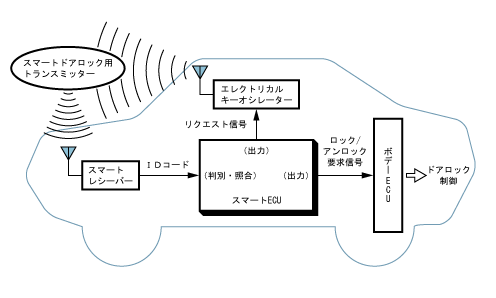 スマートドアロック用
トランスミッター
エレクトリカル
キーオシレーター
リクエスト信号
ロック/
アンロック
要求信号
(出力)
スマート
レシーバー
IDコード
(判別・照合)
(出力)
スマートECU
ボデーECU
ドアロック
制御